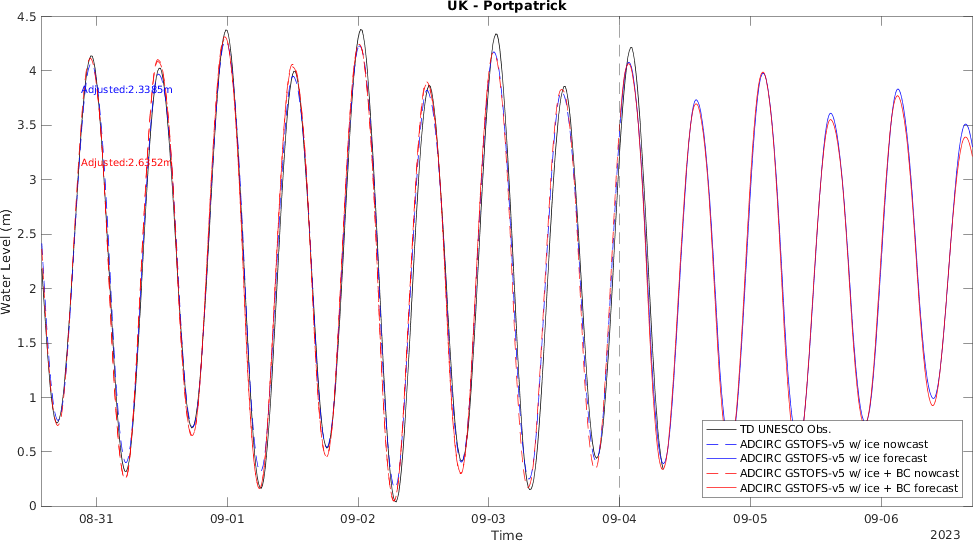 UK - Portpatrick
4.5
4
3.5
3
2.5
2
1.5
1
0.5
0
Water Level (m)
Adjusted:2.3385m
Adjusted:2.6352m
TD UNESCO Obs.
ADCIRC GSTOFS-v5 w/ ice nowcast
ADCIRC GSTOFS-v5 w/ ice forecast
ADCIRC GSTOFS-v5 w/ ice + BC nowcast
ADCIRC GSTOFS-v5 w/ ice + BC forecast
08-31 09-01 09-02 09-03 09-04 09-05 09-06
Time
2023